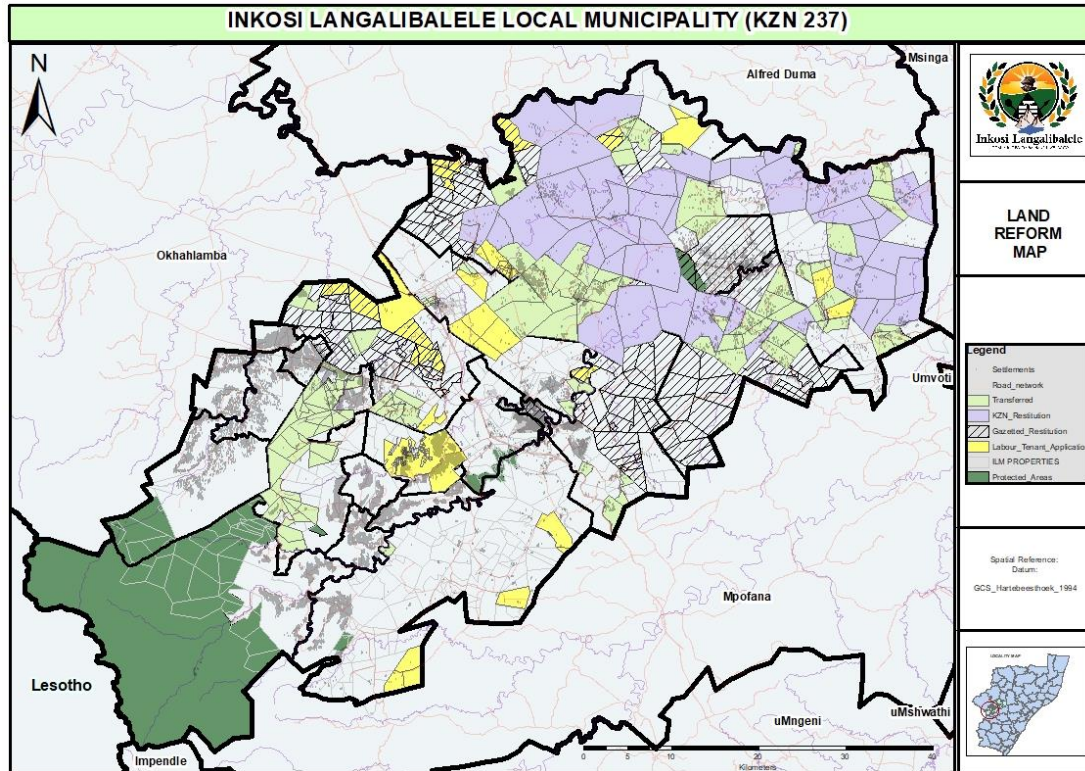 INKOSI LANGALIBALELE LOCAL MUNICIPALITY (KZN 237)
N
Msinga
Alfred Duma
Okhahlamba
Umvoti
Mpofana
Lesotho
uMshwathi
uMngeni
Impendle
0
10
20
30
40
Kilometers
Inkosi Langalibalele
LAND
REFORM
MAP
Legend
Settlements
Road_network
Transferred
KZN_Restitution
Gazetted_Restitution
Labour_Tenant_Application
ILM PROPERTIES
Protected_Areas
Spatial Reference:
Datum:
GCS_Hartebeesthoek_1994
LOCALITY MAP